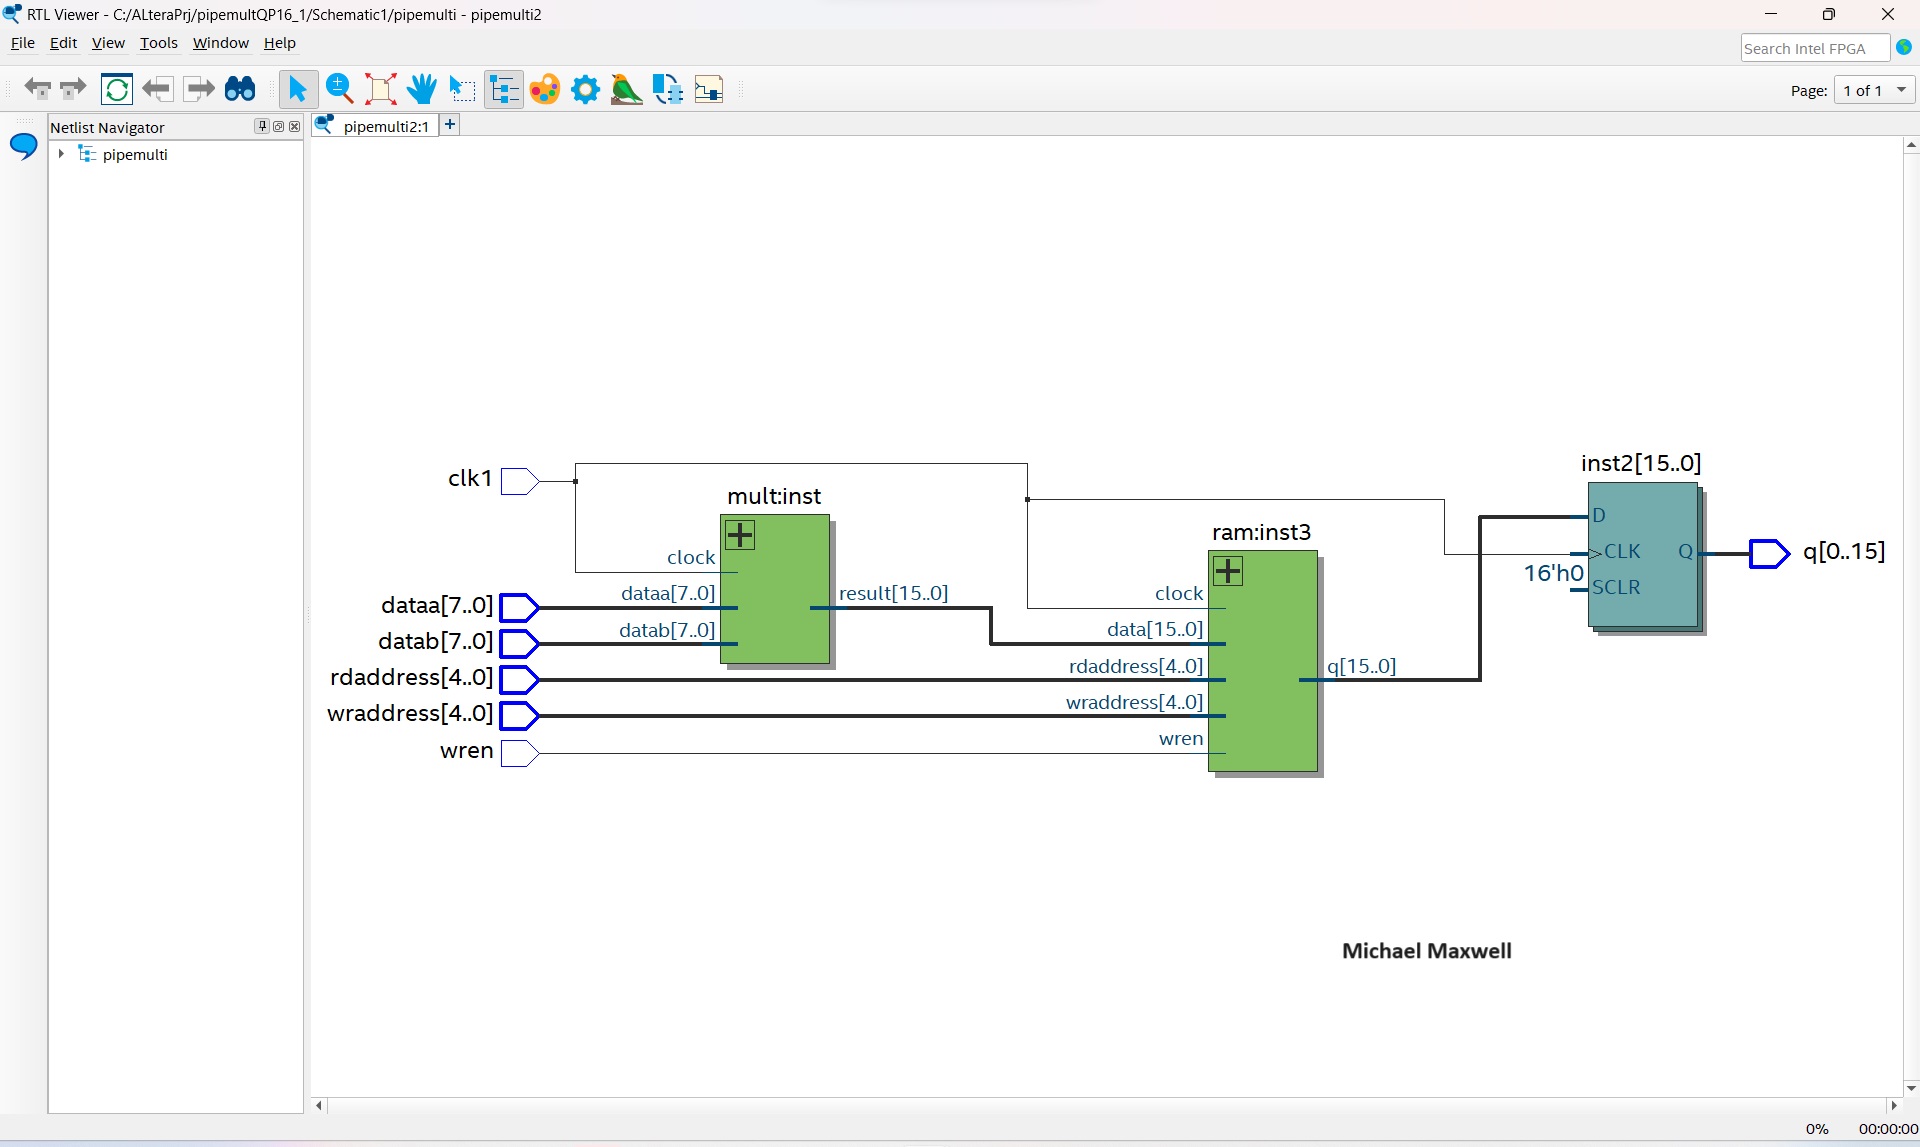 RTL Viewer - C:/ALteraPrj/pipemultQP16_1/Schematic1/pipemulti - pipemulti2
File Edit View Tools Window Help
Search Intel FPGA
Page: 1 of 1
Netlist Navigator
pipemulti2:1
+
pipemulti
inst2[15..0]
clk1
mult:inst
D
ram:inst3
clock
CLK
Q
q[0..15]
16'h0
dataa[7..0]
dataa[7..0]
result[15..0]
clock
SCLR
datab[7..0]
datab[7..0]
data[15..0]
rdaddress[4..0]
rdaddress[4..0]
q[15..0]
wraddress[4..0]
wraddress[4..0]
wren
wren
Michael Maxwell
0% 00:00:00